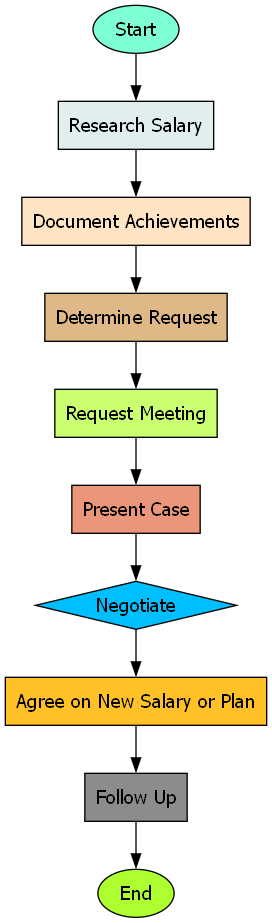 Start
Research Salary
Document Achievements
Determine Request
Request Meeting
Present Case
Negotiate
Agree on New Salary or Plan
Follow Up
End